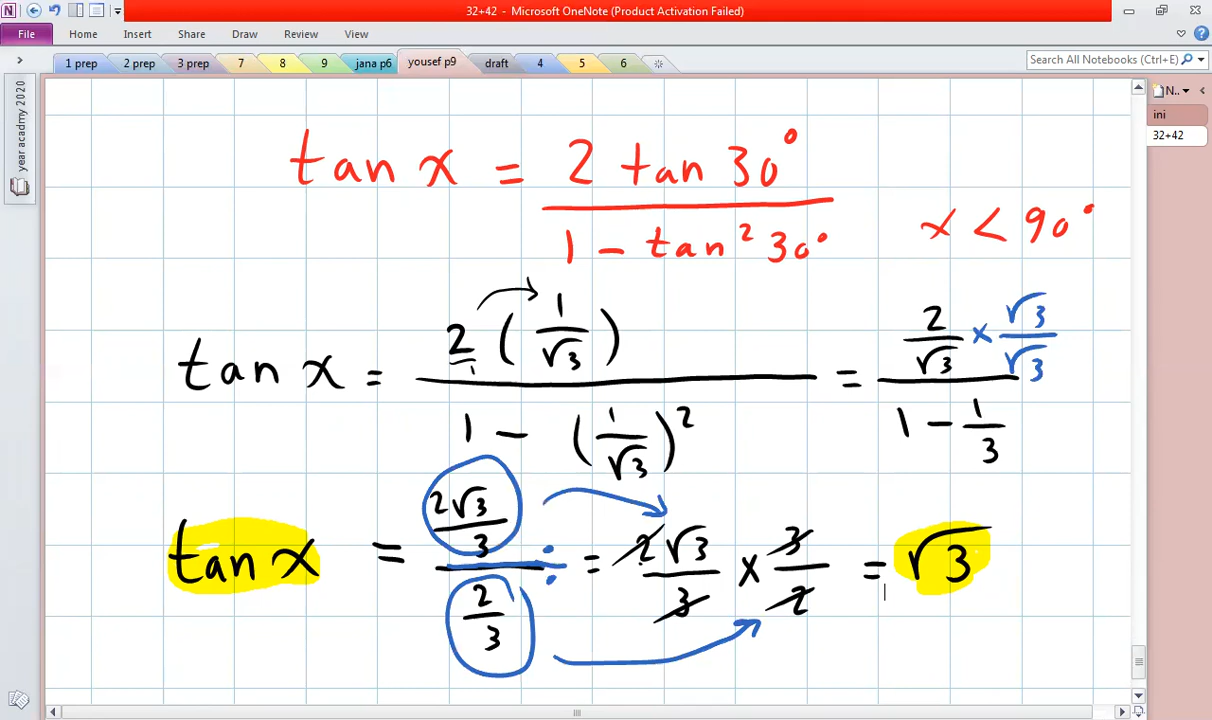 32+42 - Microsoft OneNote (Product Activation Failed)
File Home Insert Share Draw Review View
1 prep 2 prep 3 prep 7 8 9 jana p6 yousef p9 draft 4 5 6
Search All Notebooks (Ctrl+E)
N..
ini
32+42
year academy 2020
tan x = 2 tan 30° / 1 - tan² 30°
x < 90°
tan x = 2 (1/√3) / 1 - (1/√3)² = 2/√3 × √3/√3 / 1 - 1/3
tan x = 2√3/3 ÷ 2/3 = 2√3/3 × 3/2 = √3